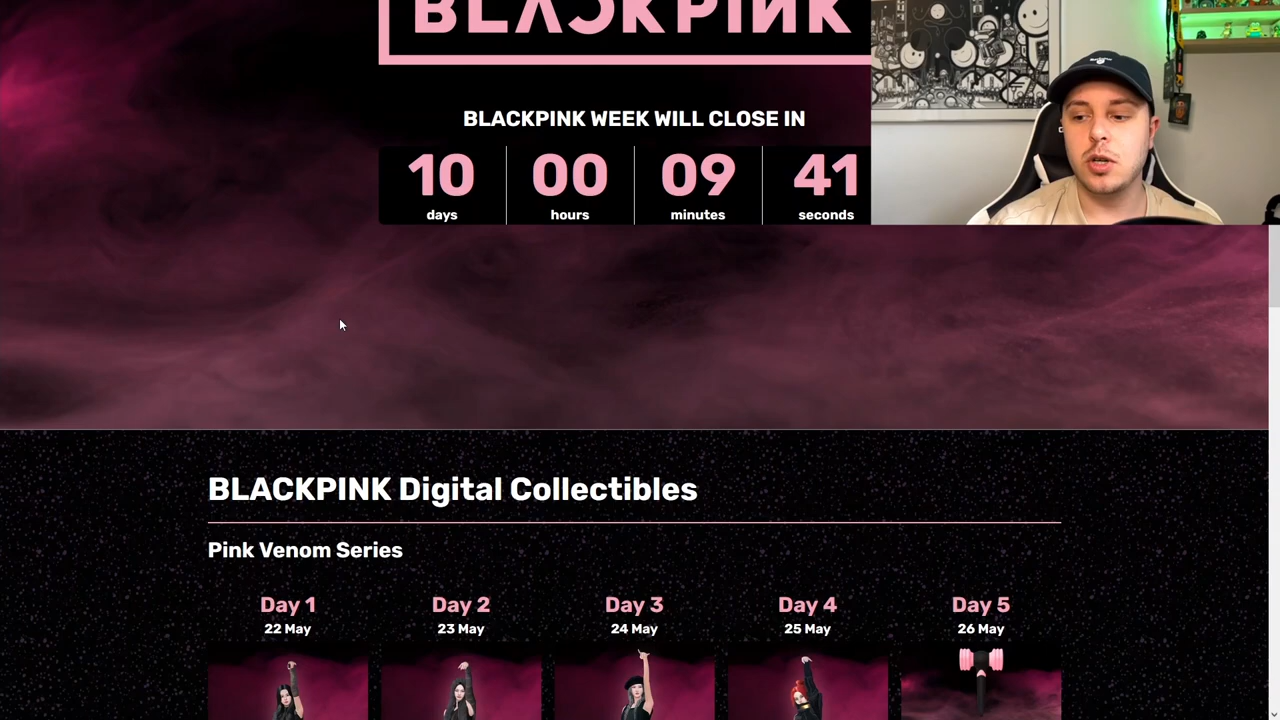 BLACKPINK
BLACKPINK WEEK WILL CLOSE IN
10 00 09 41
days hours minutes seconds
BLACKPINK Digital Collectibles
Pink Venom Series
Day 1 Day 2 Day 3 Day 4 Day 5
22 May 23 May 24 May 25 May 26 May